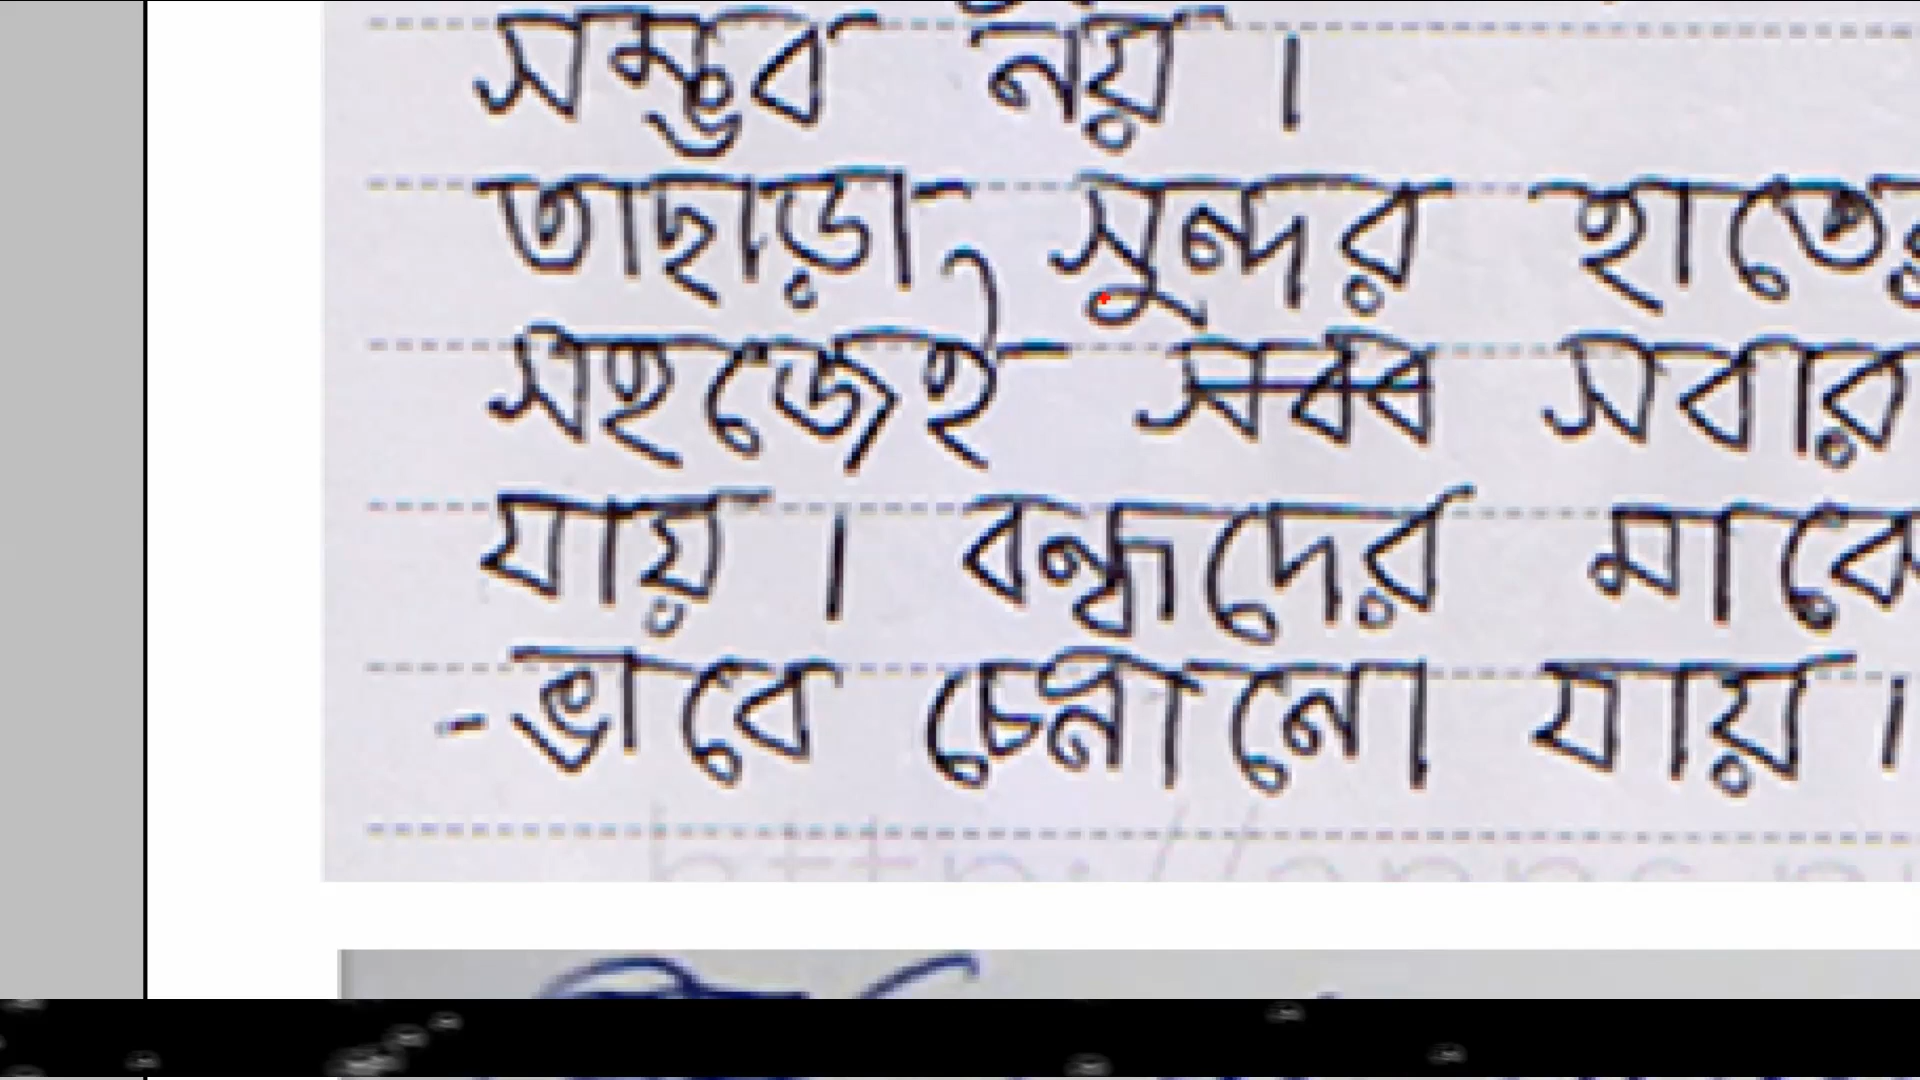 সম্ভব নয় ।
তাছাড়া সুন্দর হাতের
সহজেই সবার
যায় । বন্ধুদের মাঝে
-ভাবে চেনানো যায় ।